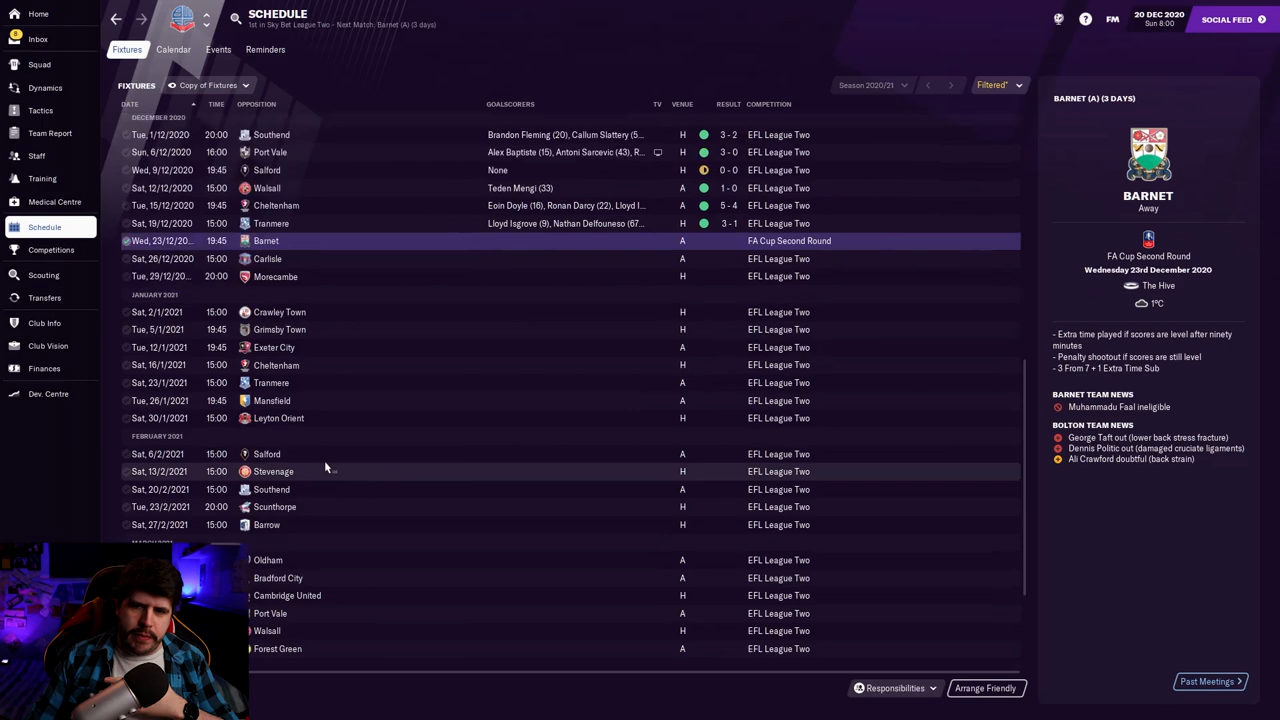 Home
SCHEDULE
1st in Sky Bet League Two - Next Match: Barnet (A) (3 days)
FM
20 DEC 2020
Sun 8:00
SOCIAL FEED
8
Inbox
Squad
Dynamics
Tactics
Team Report
Staff
Training
Medical Centre
Schedule
Competitions
Scouting
Transfers
Club Info
Club Vision
Finances
Dev. Centre
Fixtures Calendar Events Reminders
FIXTURES Copy of Fixtures Season 2020/21 Filtered*
DATE TIME OPPOSITION GOALSCORERS TV VENUE RESULT COMPETITION
DECEMBER 2020
Tue, 1/12/2020 20:00 Southend Brandon Fleming (20), Callum Slattery (5... H 3 - 2 EFL League Two
Sun, 6/12/2020 16:00 Port Vale Alex Baptiste (15), Antoni Sarcevic (43), R... H 3 - 0 EFL League Two
Wed, 9/12/2020 19:45 Salford None H 0 - 0 EFL League Two
Sat, 12/12/2020 15:00 Walsall Teden Mengi (33) A 1 - 0 EFL League Two
Tue, 15/12/2020 19:45 Cheltenham Eoin Doyle (16), Ronan Darcy (22), Lloyd I... A 5 - 4 EFL League Two
Sat, 19/12/2020 15:00 Tranmere Lloyd Isgrove (9), Nathan Delfouneso (67... H 3 - 1 EFL League Two
Wed, 23/12/20... 19:45 Barnet A FA Cup Second Round
Sat, 26/12/2020 15:00 Carlisle A EFL League Two
Tue, 29/12/20... 20:00 Morecambe H EFL League Two
JANUARY 2021
Sat, 2/1/2021 15:00 Crawley Town H EFL League Two
Tue, 5/1/2021 19:45 Grimsby Town H EFL League Two
Tue, 12/1/2021 19:45 Exeter City A EFL League Two
Sat, 16/1/2021 15:00 Cheltenham H EFL League Two
Sat, 23/1/2021 15:00 Tranmere A EFL League Two
Tue, 26/1/2021 19:45 Mansfield A EFL League Two
Sat, 30/1/2021 15:00 Leyton Orient H EFL League Two
FEBRUARY 2021
Sat, 6/2/2021 15:00 Salford A EFL League Two
Sat, 13/2/2021 15:00 Stevenage H EFL League Two
Sat, 20/2/2021 15:00 Southend A EFL League Two
Tue, 23/2/2021 20:00 Scunthorpe H EFL League Two
Sat, 27/2/2021 15:00 Barrow H EFL League Two
Oldham A EFL League Two
Bradford City A EFL League Two
Cambridge United H EFL League Two
Port Vale A EFL League Two
Walsall H EFL League Two
Forest Green A EFL League Two
Responsibilities Arrange Friendly
BARNET (A) (3 DAYS)
BARNET
Away
FA Cup Second Round
Wednesday 23rd December 2020
The Hive
1°C
- Extra time played if scores are level after ninety
minutes
- Penalty shootout if scores are still level
- 3 From 7 + 1 Extra Time Sub
BARNET TEAM NEWS
Muhammadu Faal ineligible
BOLTON TEAM NEWS
George Taft out (lower back stress fracture)
Dennis Politic out (damaged cruciate ligaments)
Ali Crawford doubtful (back strain)
Past Meetings